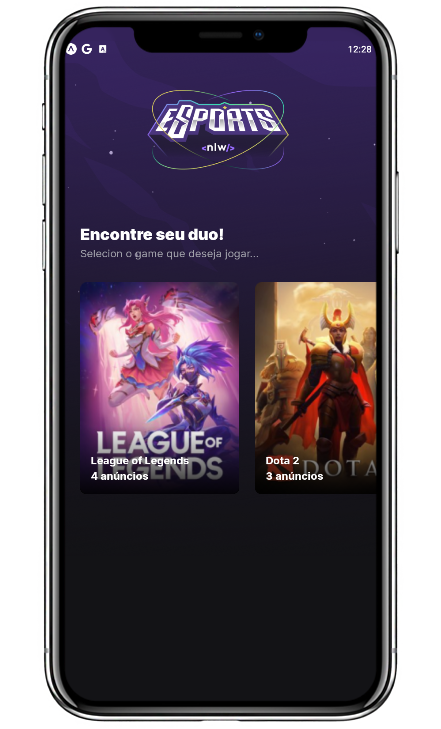 12:28
ESPORTS
<nlw/>
Encontre seu duo!
Selecion o game que deseja jogar...
LEAGUE OF
LEGENDS
League of Legends
4 anúncios
DOTA
Dota 2
3 anúncios